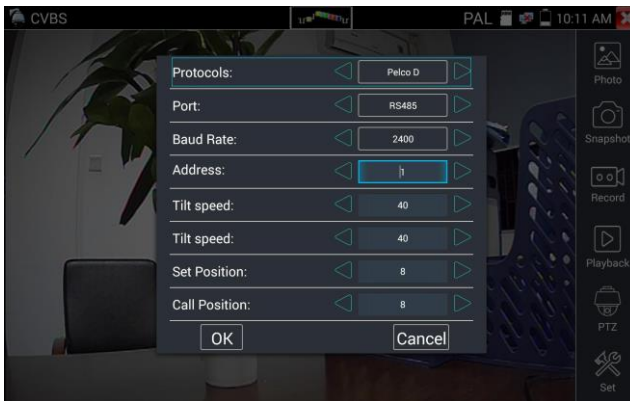 CVBS PAL 10:11 AM
Protocols: Pelco D
Port: RS485
Baud Rate: 2400
Address: 1
Tilt speed: 40
Tilt speed: 40
Set Position: 8
Call Position: 8
OK Cancel
Photo
Snapshot
Record
Playback
PTZ
Set